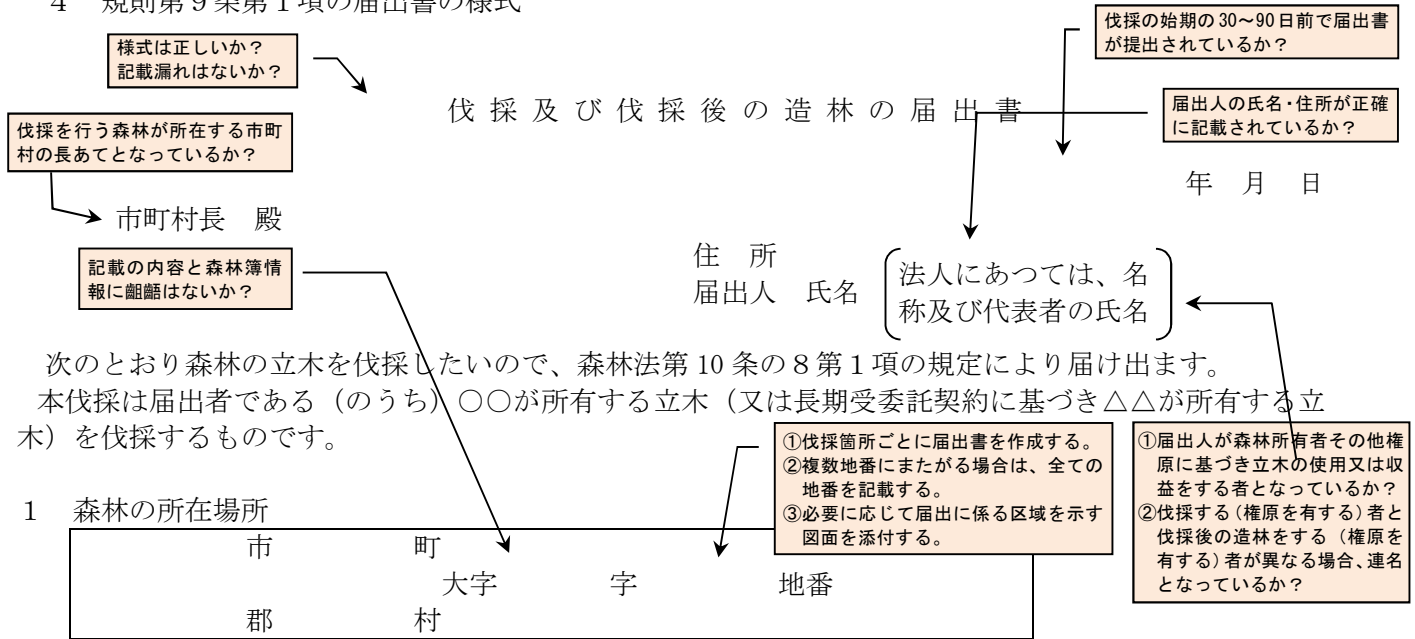 4　規則第9条第1項の届出書の様式
伐採の始期の30～90日前で届出書
が提出されているか？
様式は正しいか？
記載漏れはないか？
伐採及び伐採後の造林の届出書
届出人の氏名・住所が正確
に記載されているか？
伐採を行う森林が所在する市町
村の長あてとなっているか？
年　月　日
市町村長　殿
記載の内容と森林簿情
報に齟齬はないか？
住　所
届出人　氏名
法人にあつては、名
称及び代表者の氏名
次のとおり森林の立木を伐採したいので、森林法第10条の8第1項の規定により届け出ます。
本伐採は届出者である（のうち）○○が所有する立木（又は長期受委託契約に基づき△△が所有する立
木）を伐採するものです。
①伐採箇所ごとに届出書を作成する。
②複数地番にまたがる場合は、全ての
地番を記載する。
③必要に応じて届出に係る区域を示す
図面を添付する。
①届出人が森林所有者その他権
原に基づき立木の使用又は収
益をする者となっているか？
②伐採する（権原を有する）者と
伐採後の造林をする（権原を
有する）者が異なる場合、連名
となっているか？
1　森林の所在場所
市　町
大字　字　地番
郡　村